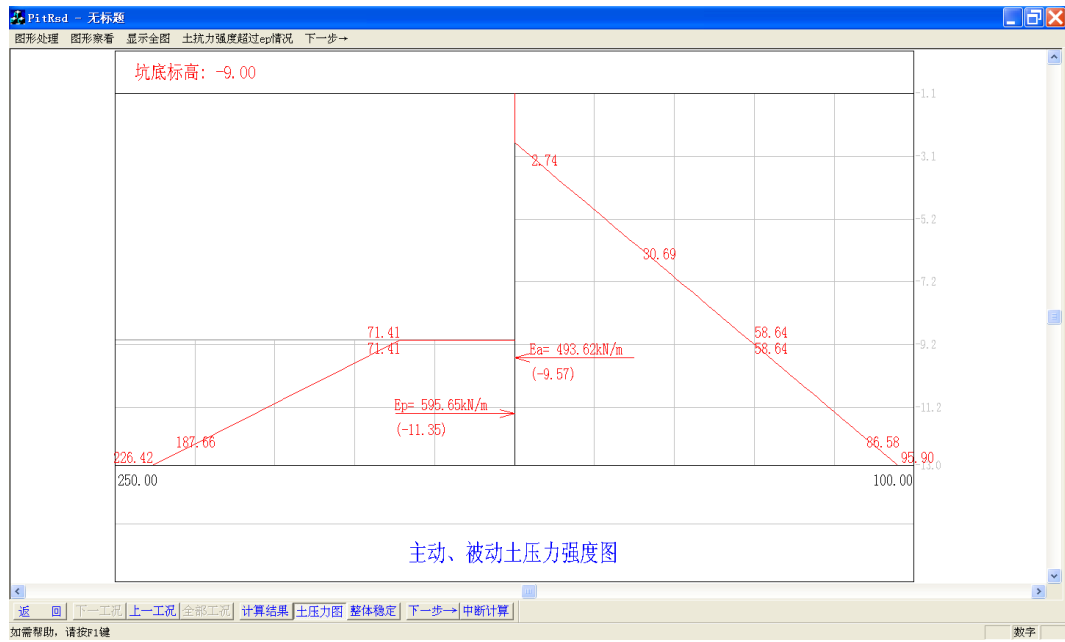 PitRsd - 无标题
图形处理 图形察看 显示全图 土抗力强度超过ep情况 下一步→
坑底标高: -9.00
-1.1
2.74
-3.1
-5.2
30.69
-7.2
71.41
58.64
71.41
Ea= 493.62kN/m
58.64
-9.2
(-9.57)
Ep= 595.65kN/m
-11.2
(-11.35)
187.66
86.58
226.42
95.90
-13.0
250.00
100.00
主动、被动土压力强度图
返 回 下一工况 上一工况 全部工况 计算结果 土压力图 整体稳定 下一步→ 中断计算
如需帮助，请按F1键
数字